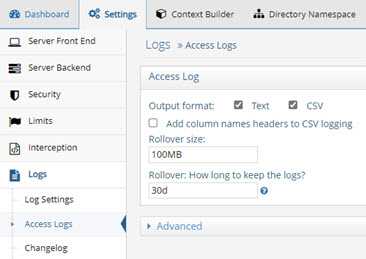 Dashboard Settings Context Builder Directory Namespace
Server Front End
Server Backend
Security
Limits
Interception
Logs
Log Settings
Access Logs
Changelog
Logs » Access Logs
Access Log
Output format: Text CSV
Add column names headers to CSV logging
Rollover size:
100MB
Rollover: How long to keep the logs?
30d
Advanced